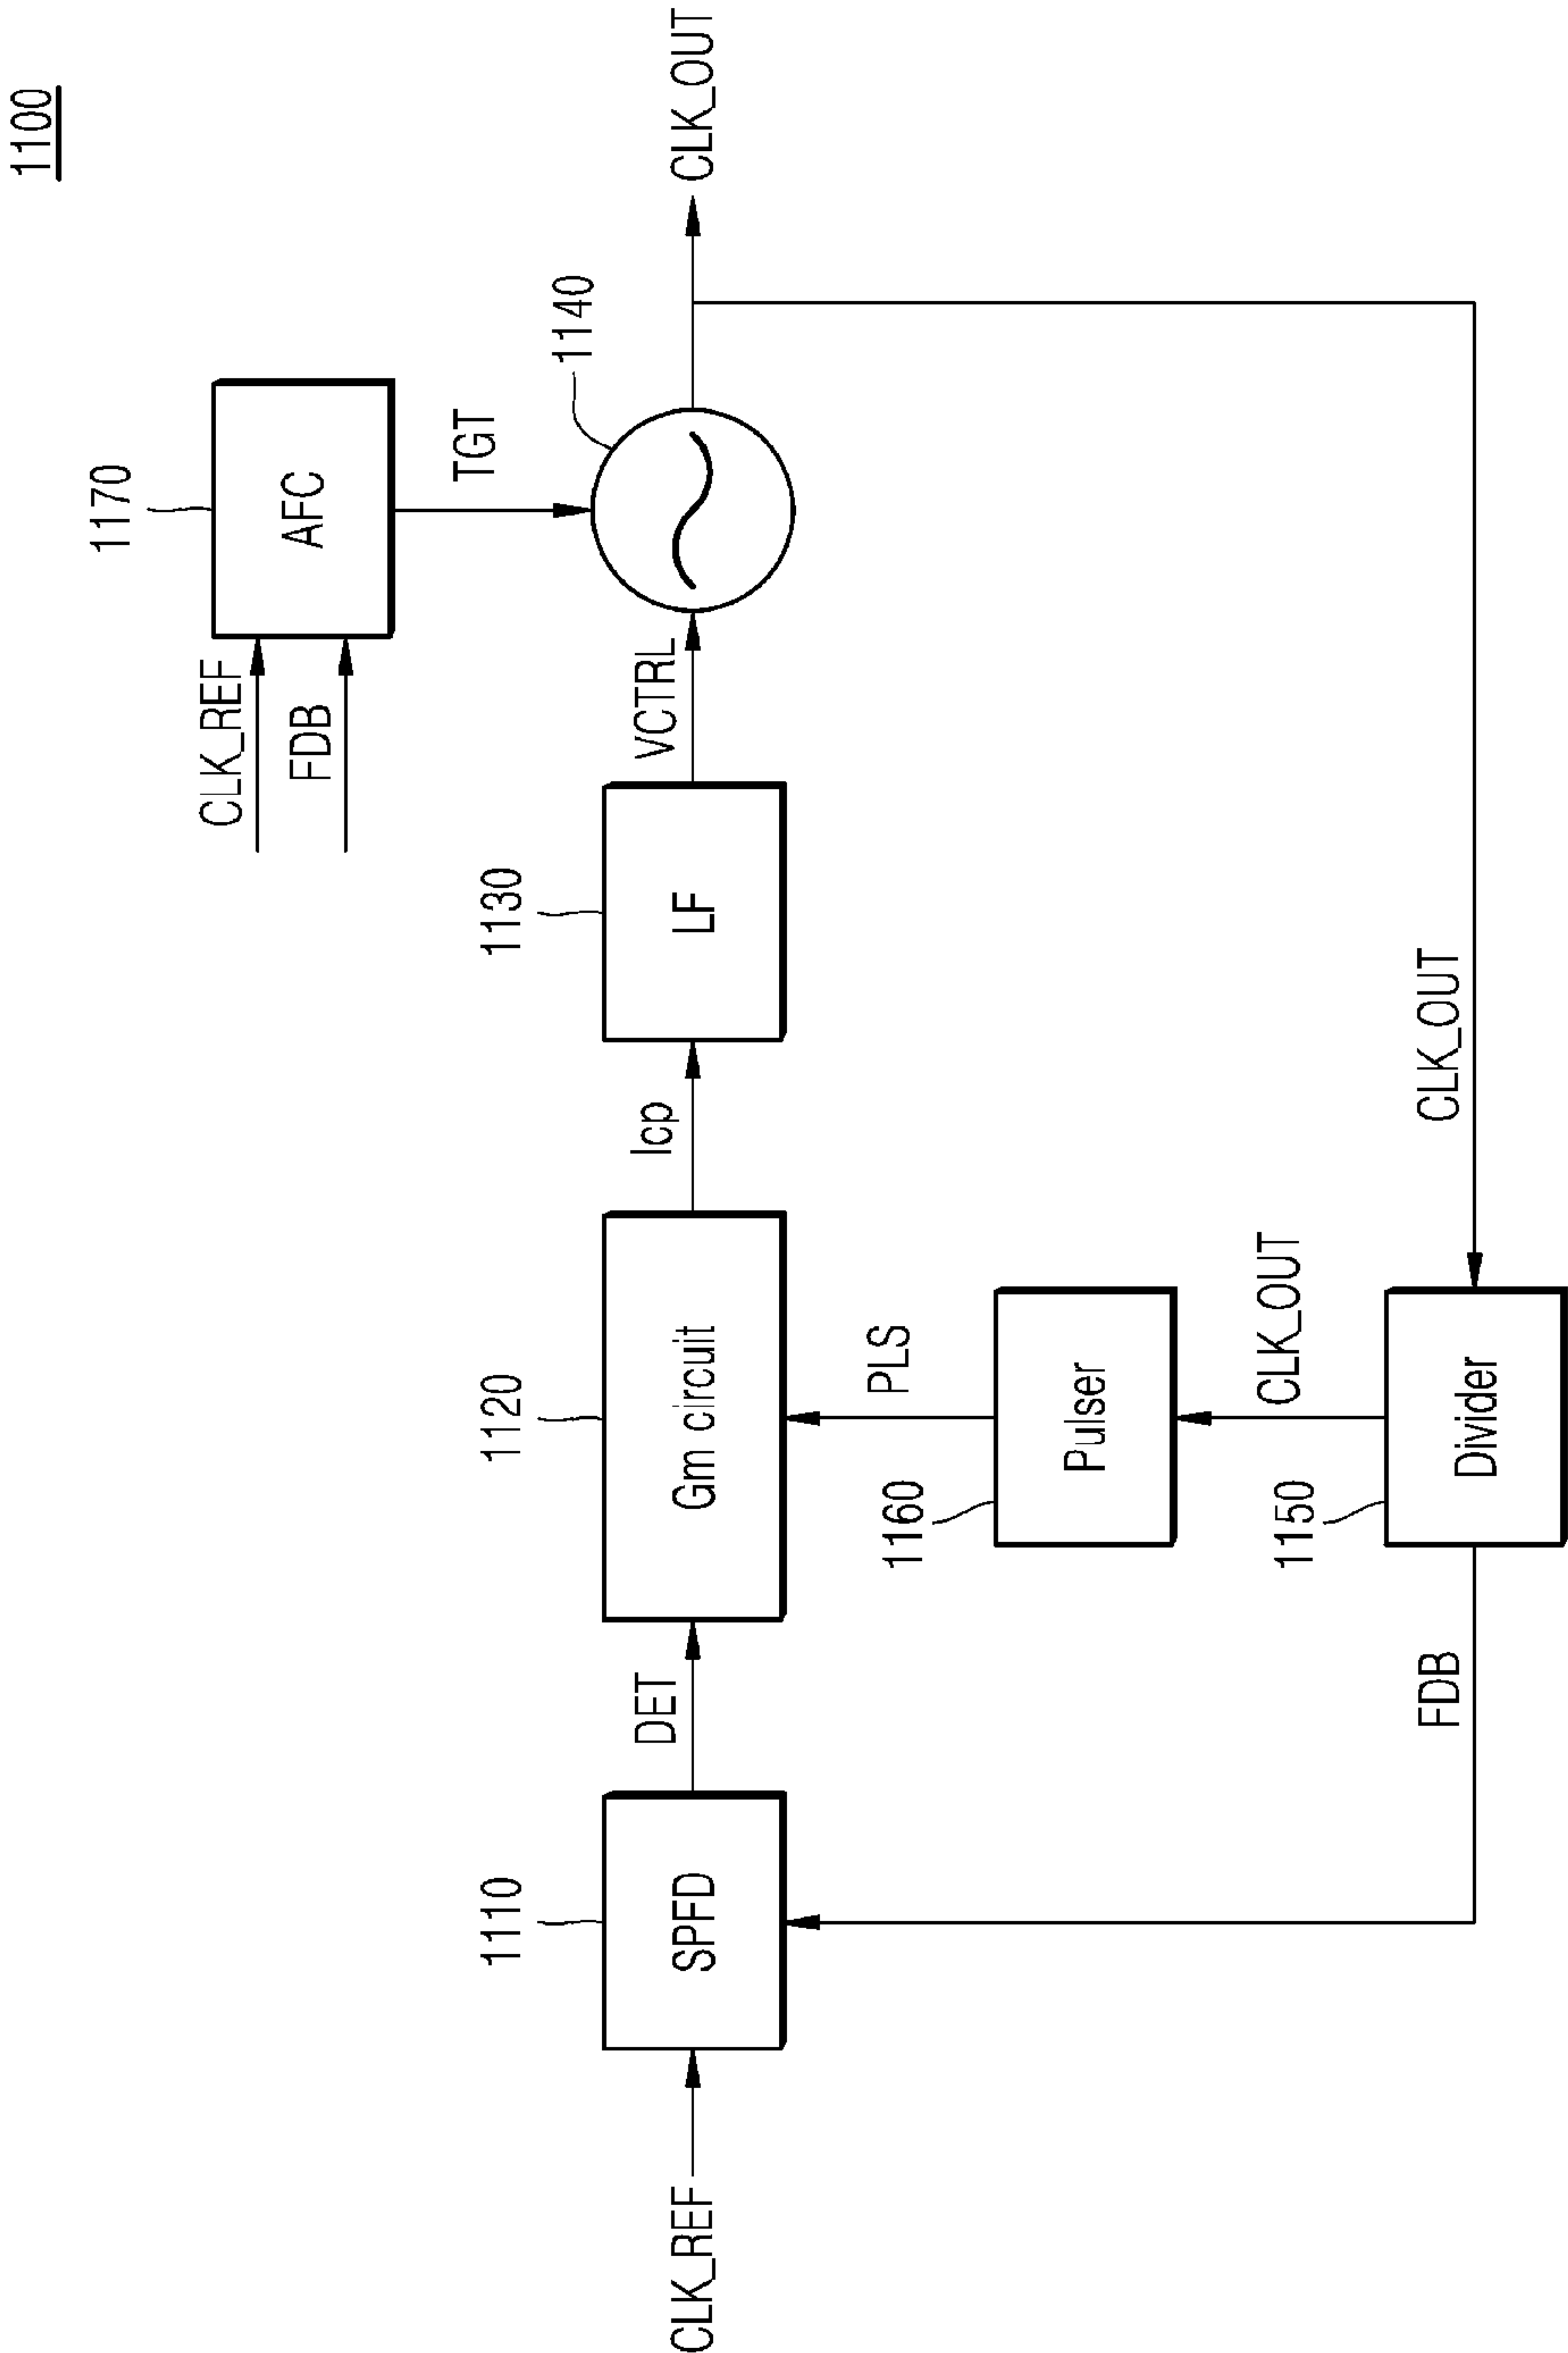 1100
1170
AFC
CLK_REF
FDB
TGT
1110
1120
1130
1140
CLK_REF
SPFD
DET
Gm circuit
Icp
LF
VCTRL
CLK_OUT
PLS
1160
Pulser
CLK_OUT
1150
Divider
FDB
CLK_OUT